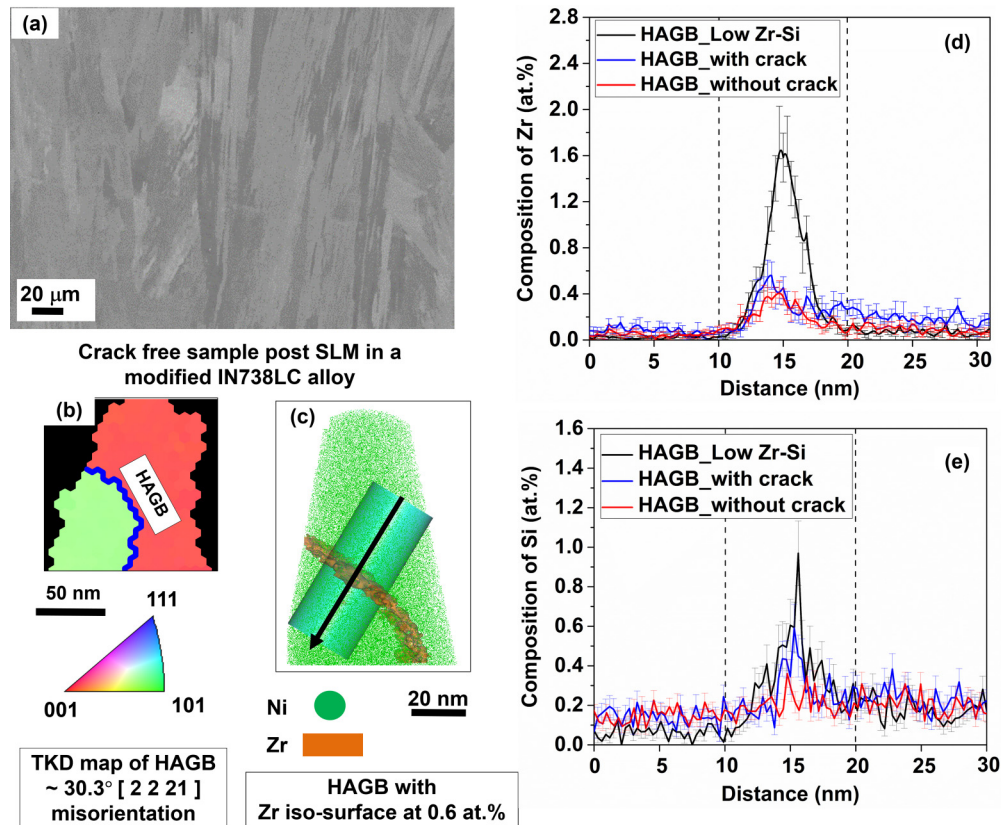 (a)
20 μm
Crack free sample post SLM in a
modified IN738LC alloy
(b)
HAGB
50 nm
111
001
101
TKD map of HAGB
~ 30.3° [ 2 2 21 ]
misorientation
(c)
20 nm
Ni
Zr
HAGB with
Zr iso-surface at 0.6 at.%
(d)
HAGB_Low Zr-Si
HAGB_with crack
HAGB_without crack
Composition of Zr (at.%)
2.8
2.4
2.0
1.6
1.2
0.8
0.4
0.0
0 5 10 15 20 25 30
Distance (nm)
(e)
HAGB_Low Zr-Si
HAGB_with crack
HAGB_without crack
Composition of Si (at.%)
1.6
1.4
1.2
1.0
0.8
0.6
0.4
0.2
0.0
0 5 10 15 20 25 30
Distance (nm)